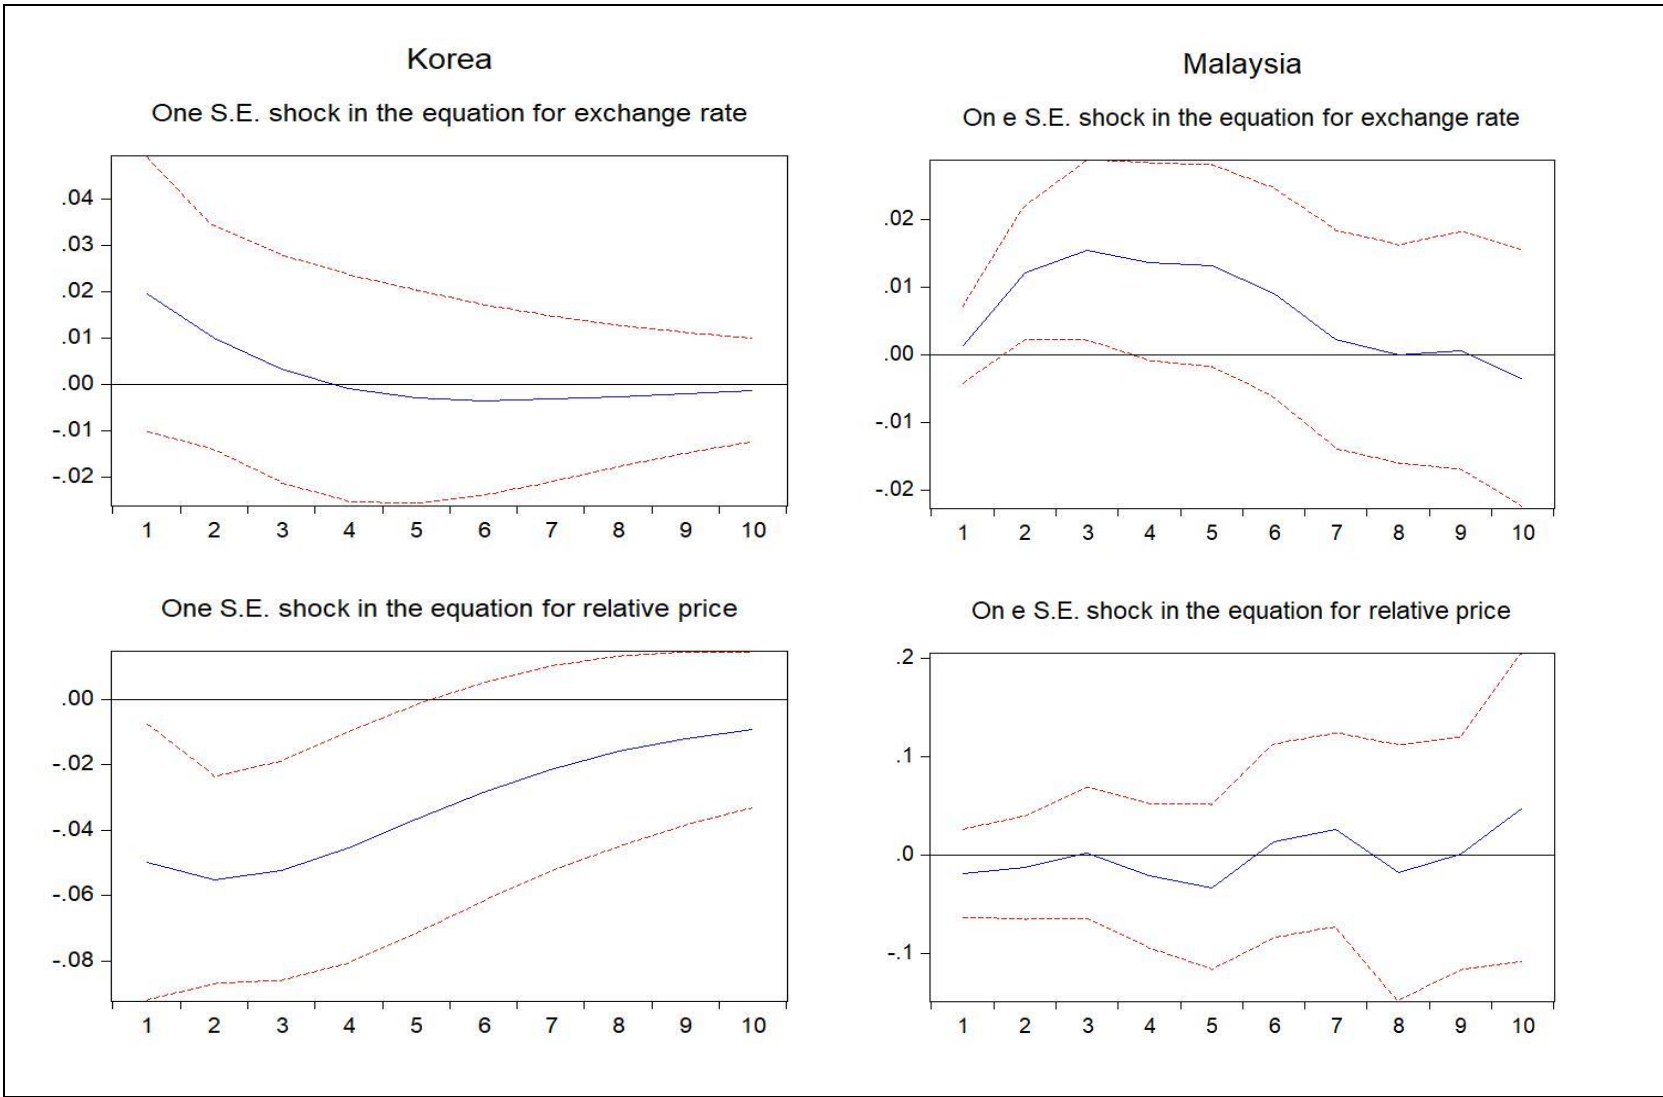 Korea
One S.E. shock in the equation for exchange rate
.04
.03
.02
.01
.00
-.01
-.02
1 2 3 4 5 6 7 8 9 10
Malaysia
On e S.E. shock in the equation for exchange rate
.02
.01
.00
-.01
-.02
1 2 3 4 5 6 7 8 9 10
One S.E. shock in the equation for relative price
.00
-.02
-.04
-.06
-.08
1 2 3 4 5 6 7 8 9 10
On e S.E. shock in the equation for relative price
.2
.1
.0
-.1
1 2 3 4 5 6 7 8 9 10